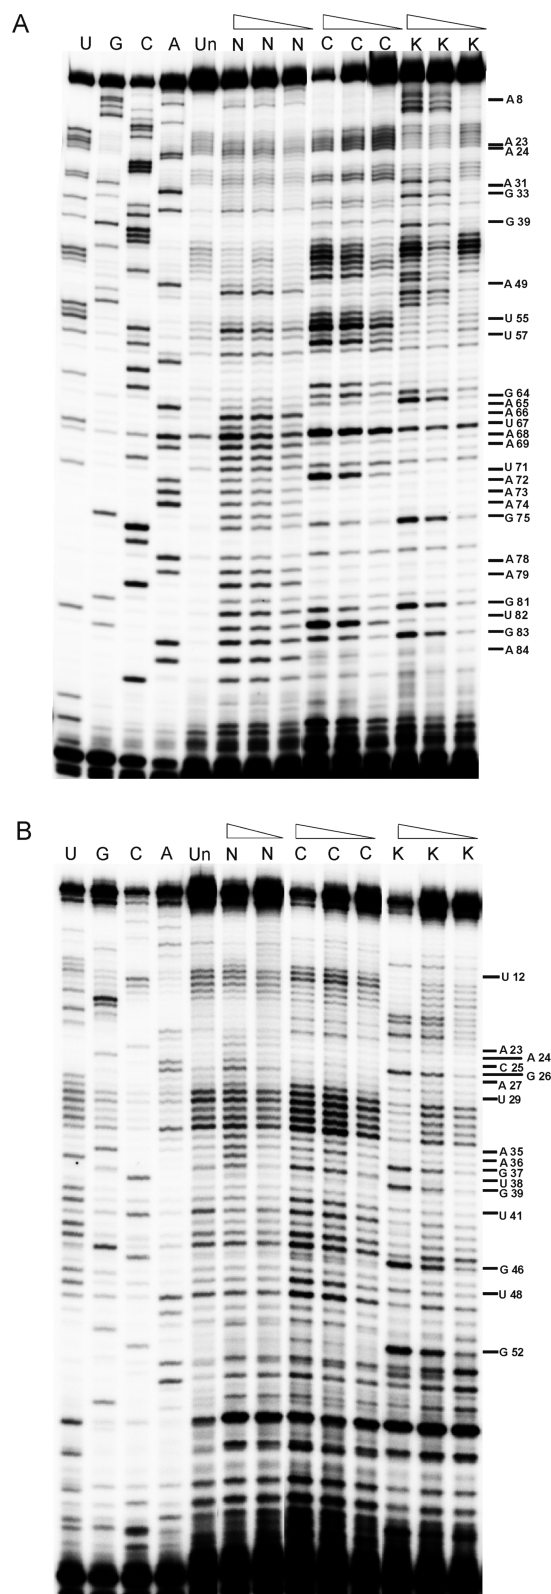 A
U G C A Un N N N C C C K K K
A 8
A 23
A 24
A 31
G 33
G 39
A 49
U 55
U 57
G 64
A 65
A 66
U 67
A 68
A 69
U 71
A 72
A 73
A 74
G 75
A 78
A 79
G 81
U 82
G 83
A 84
B
U G C A Un N N C C C K K K
U 12
A 23
A 24
C 25
G 26
A 27
U 29
A 35
A 36
G 37
U 38
G 39
U 41
G 46
U 48
G 52